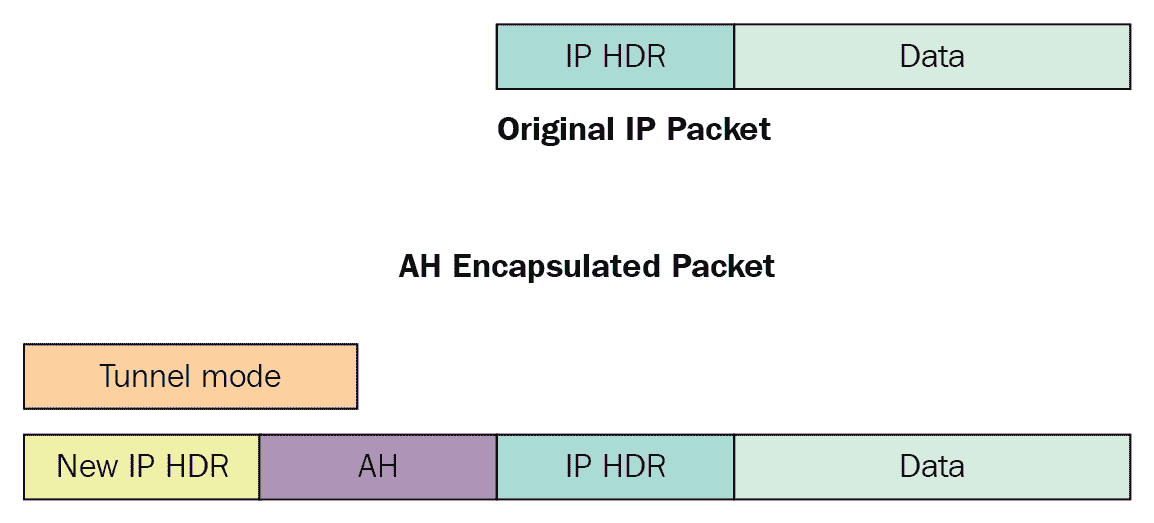 IP HDR Data
Original IP Packet
AH Encapsulated Packet
Tunnel mode
New IP HDR AH IP HDR Data